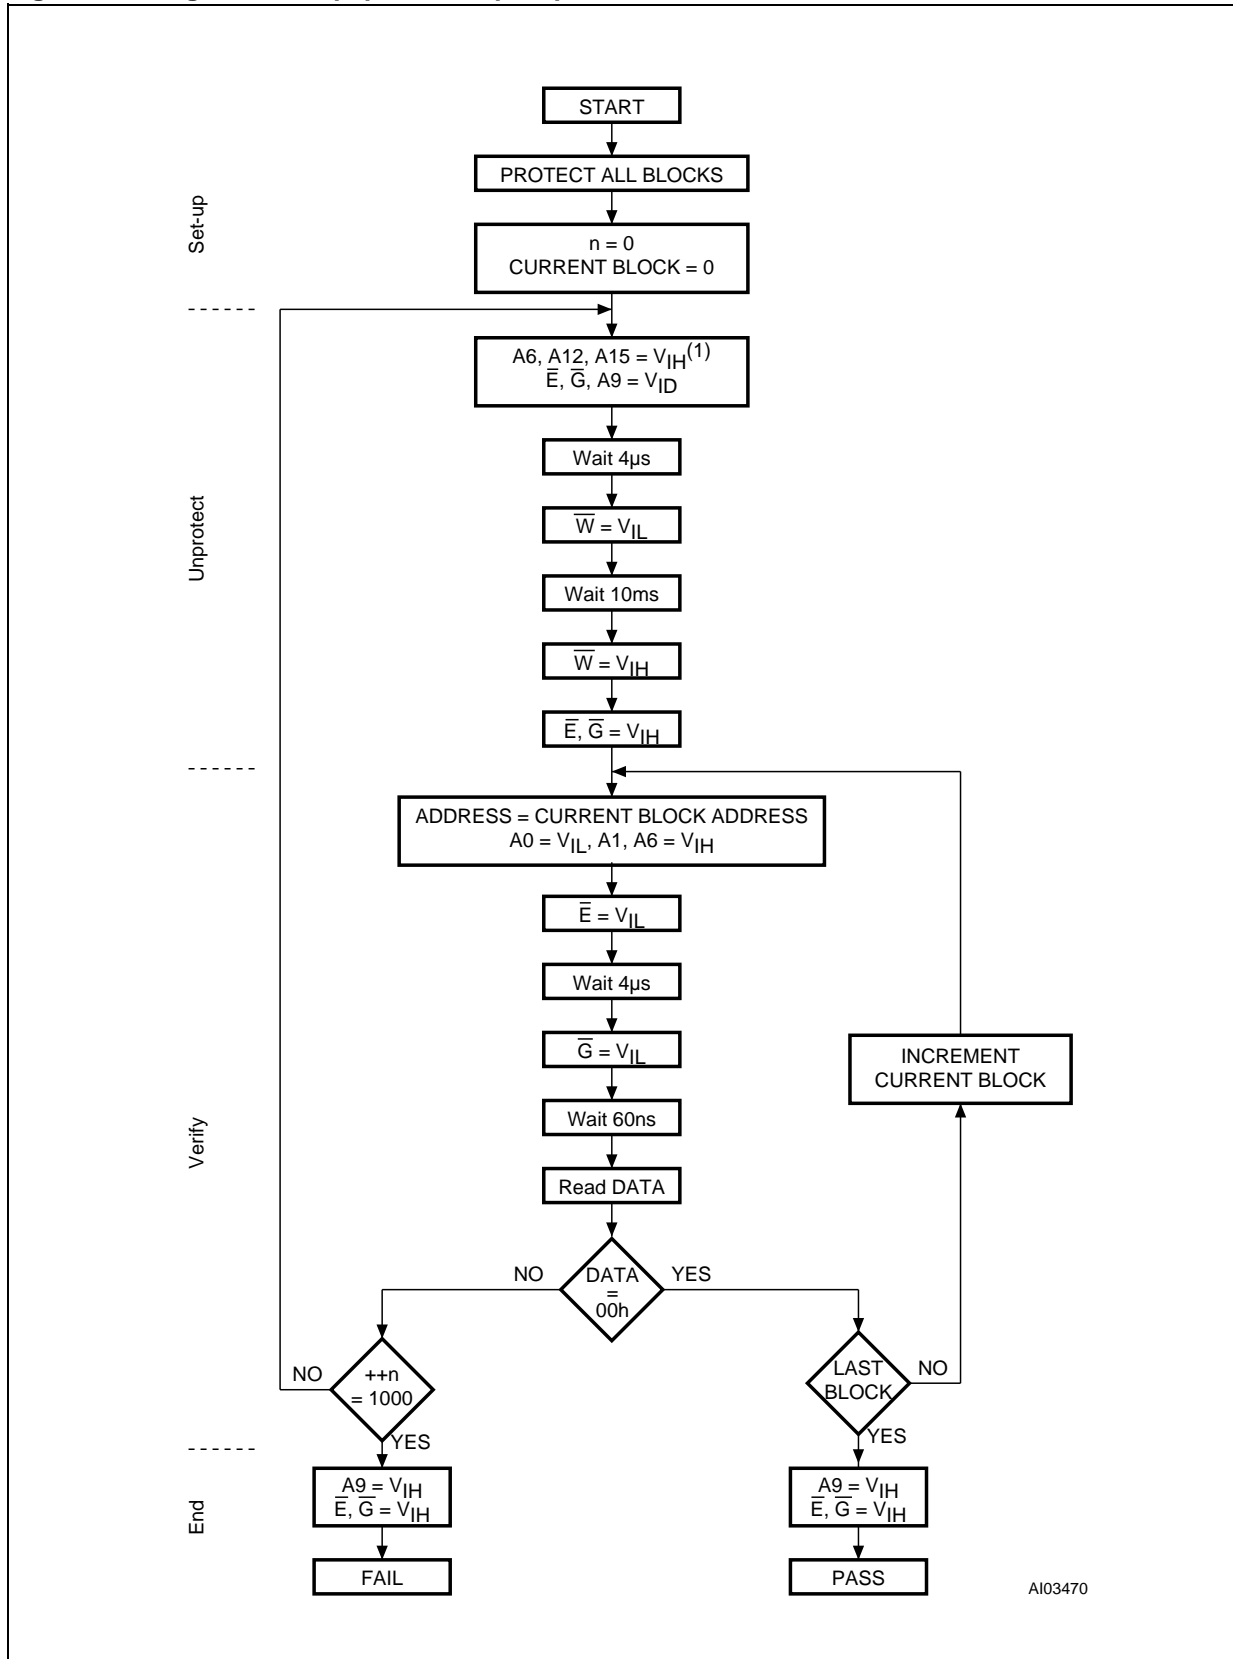 START
PROTECT ALL BLOCKS
Set-up
n = 0
CURRENT BLOCK = 0
A6, A12, A15 = VIH(1)
E̅, G̅, A9 = VID
Wait 4µs
Unprotect
W̅ = VIL
Wait 10ms
W̅ = VIH
E̅, G̅ = VIH
ADDRESS = CURRENT BLOCK ADDRESS
A0 = VIL, A1, A6 = VIH
E̅ = VIL
Wait 4µs
G̅ = VIL
INCREMENT
CURRENT BLOCK
Wait 60ns
Verify
Read DATA
NO
DATA
=
00h
YES
NO
++n
= 1000
LAST
BLOCK
NO
YES
YES
End
A9 = VIH
E̅, G̅ = VIH
A9 = VIH
E̅, G̅ = VIH
FAIL
PASS
AI03470